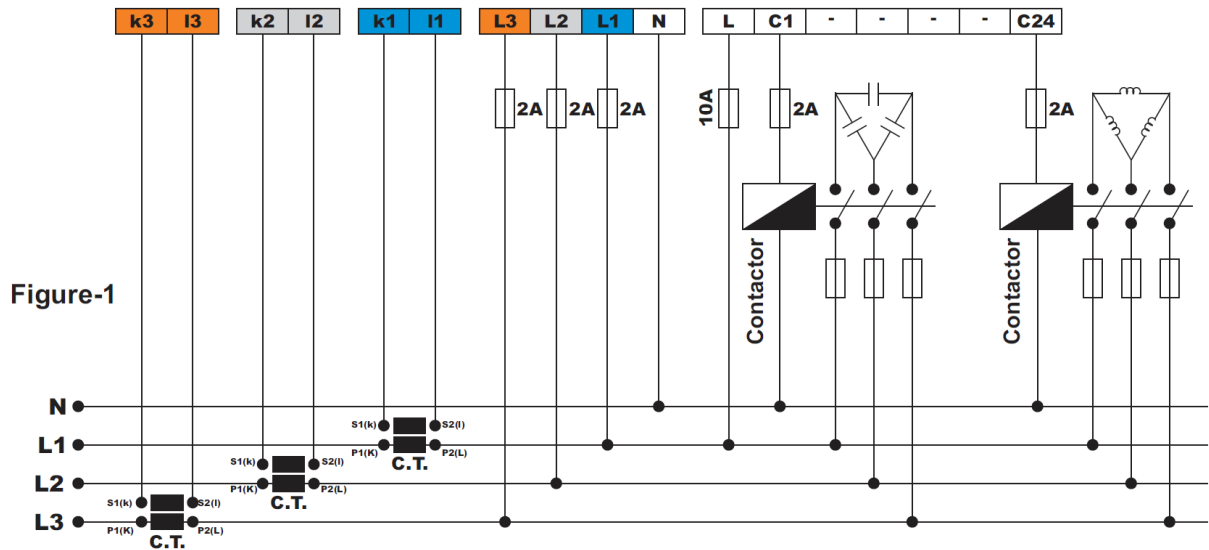 k3 l3 k2 l2 k1 l1 L3 L2 L1 N L C1 - - - - C24
2A 2A 2A 10A 2A 2A
Contactor Contactor
Figure-1
N
S1(k) S2(l)
L1
P1(K) P2(L)
C.T.
S1(k) S2(l)
L2
P1(K) P2(L)
C.T.
S1(k) S2(l)
L3
P1(K) P2(L)
C.T.